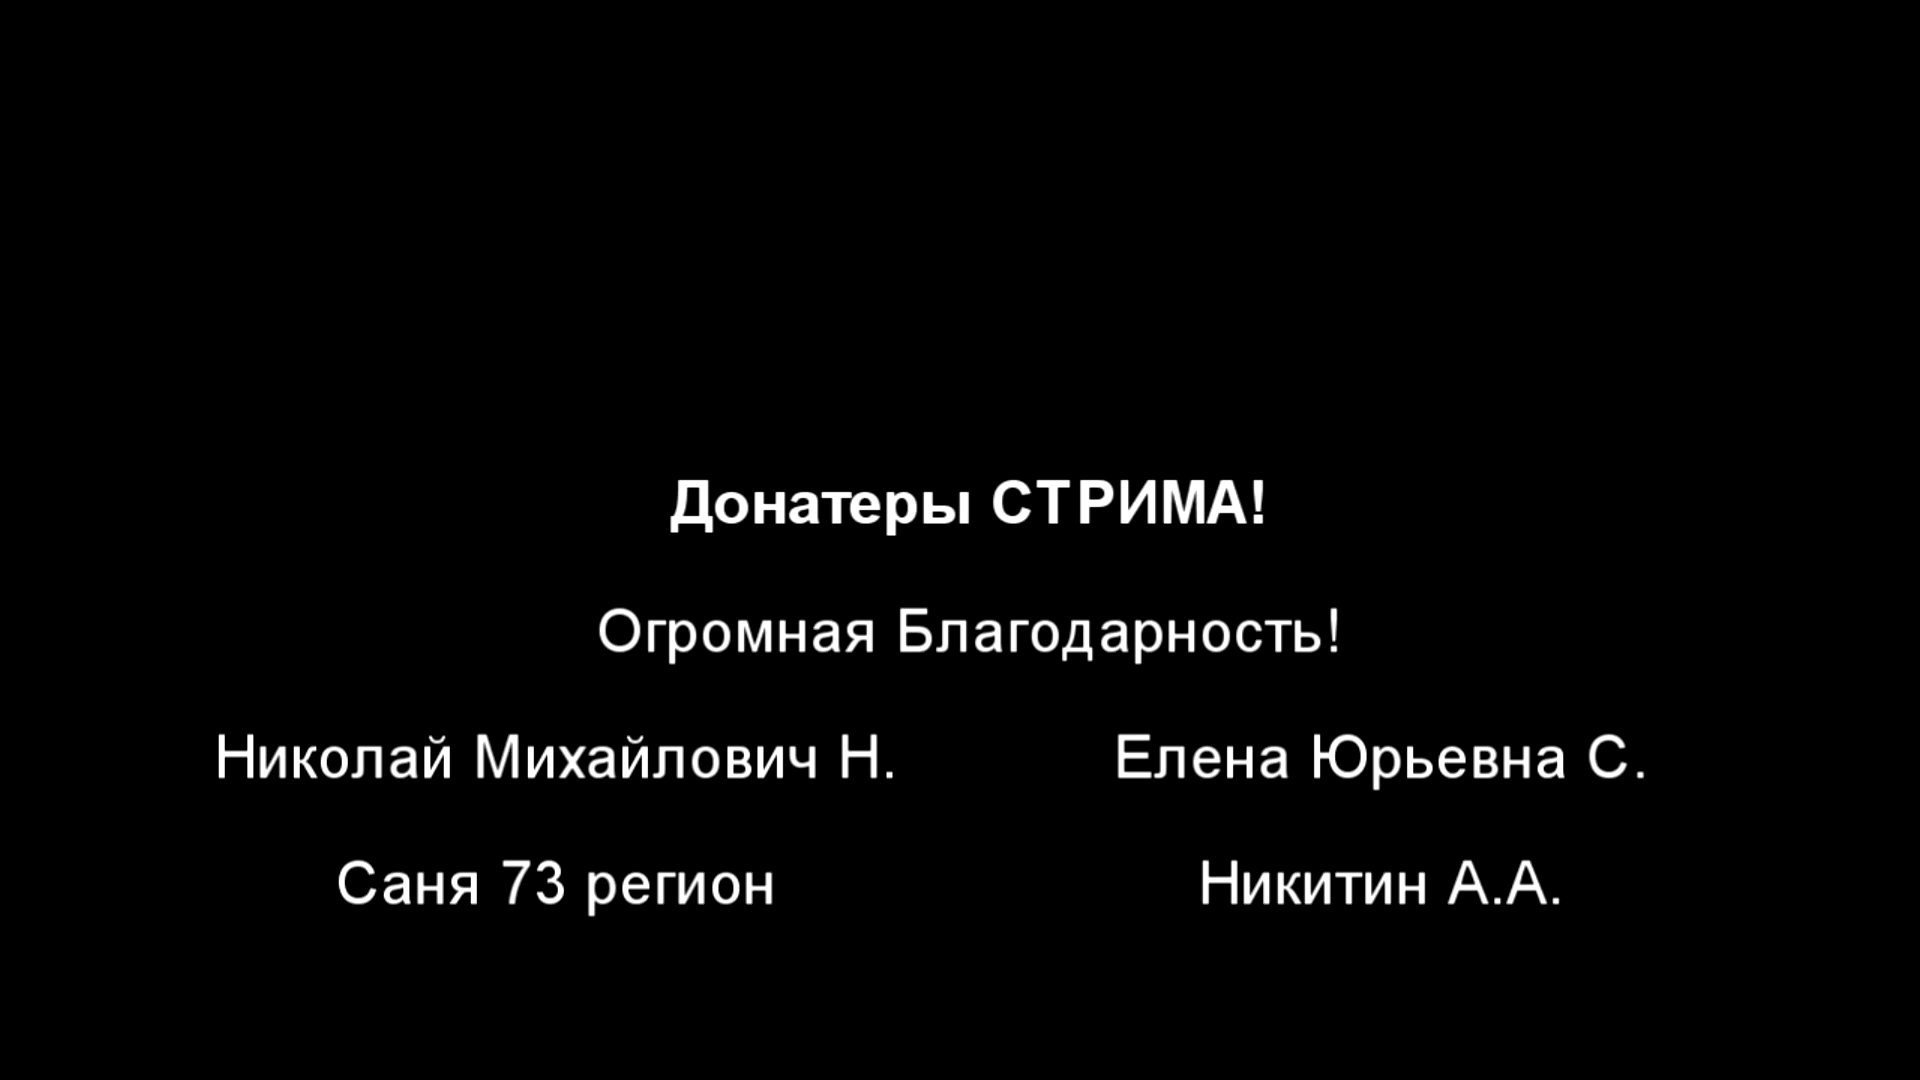 Донатеры СТРИМА!
Огромная Благодарность!
Николай Михайлович Н. Елена Юрьевна С.
Саня 73 регион Никитин А.А.